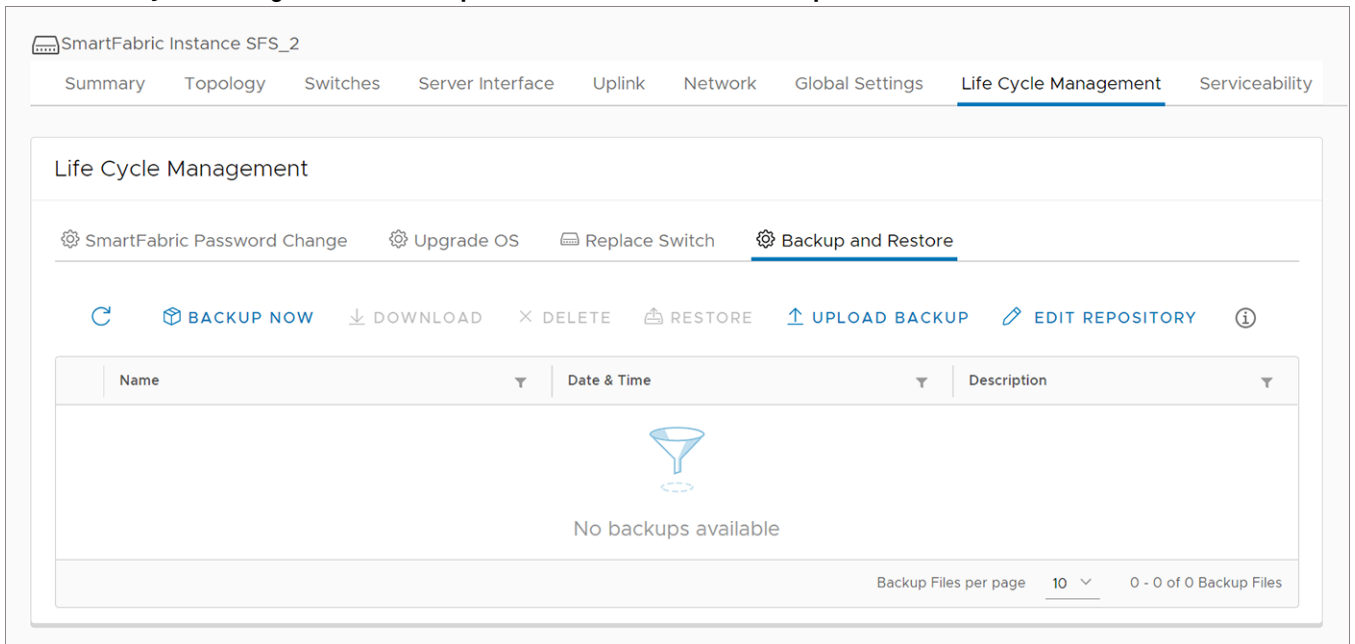 SmartFabric Instance SFS_2
Summary Topology Switches Server Interface Uplink Network Global Settings Life Cycle Management Serviceability
Life Cycle Management
SmartFabric Password Change Upgrade OS Replace Switch Backup and Restore
BACKUP NOW DOWNLOAD DELETE RESTORE UPLOAD BACKUP EDIT REPOSITORY
Name Date & Time Description
No backups available
Backup Files per page 10 0 - 0 of 0 Backup Files